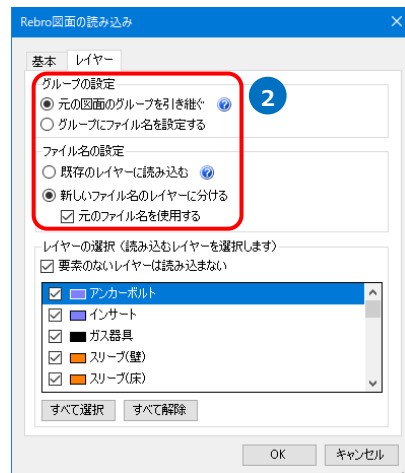 Rebro図面の読み込み
基本 レイヤー
グループの設定
元の図面のグループを引き継ぐ
グループにファイル名を設定する
2
ファイル名の設定
既存のレイヤーに読み込む
新しいファイル名のレイヤーに分ける
元のファイル名を使用する
レイヤーの選択（読み込むレイヤーを選択します）
要素のないレイヤーは読み込まない
アンカーボルト
インサート
ガス器具
スリーブ(壁)
スリーブ(床)
すべて選択 すべて解除
OK キャンセル